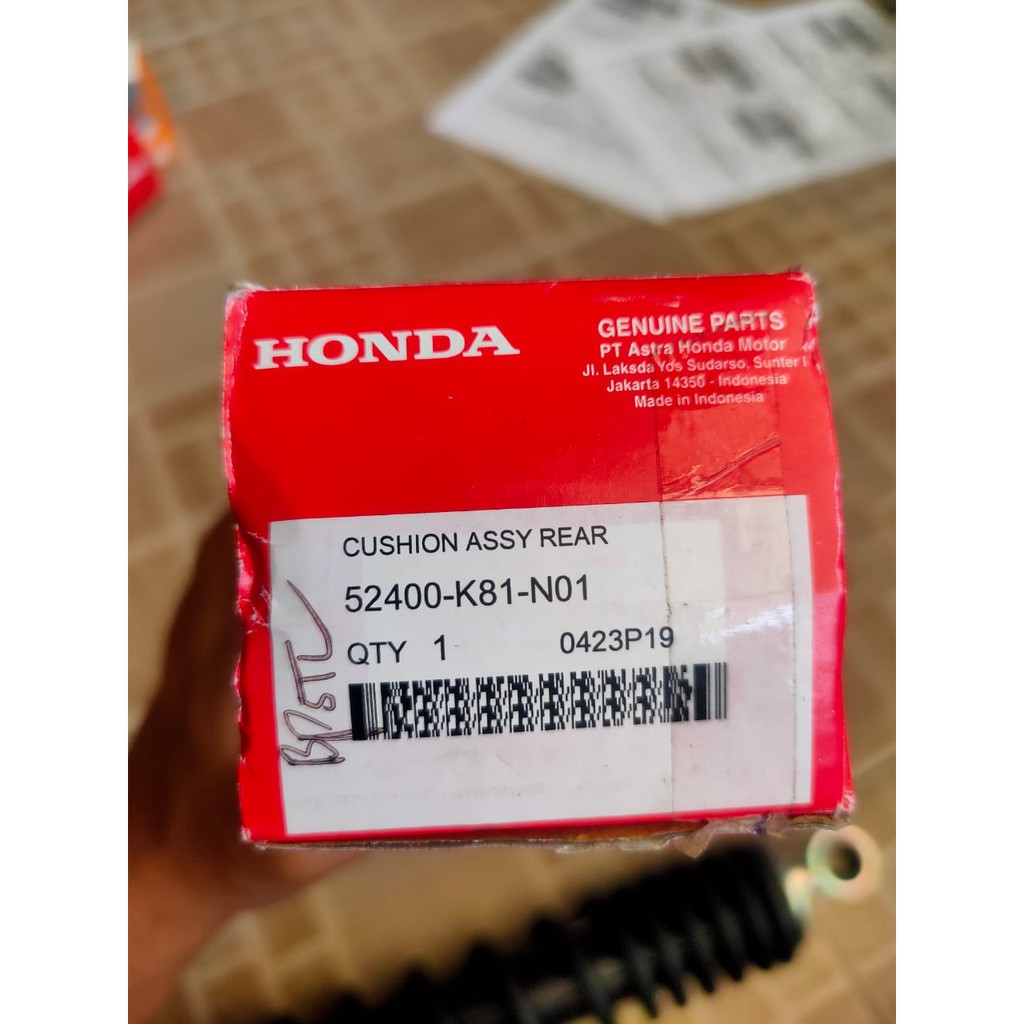 HONDA
GENUINE PARTS
PT Astra Honda Motor
Jl. Laksda Yos Sudarso, Sunter I
Jakarta 14350 - Indonesia
Made in Indonesia
CUSHION ASSY REAR
52400-K81-N01
QTY 1 0423P19